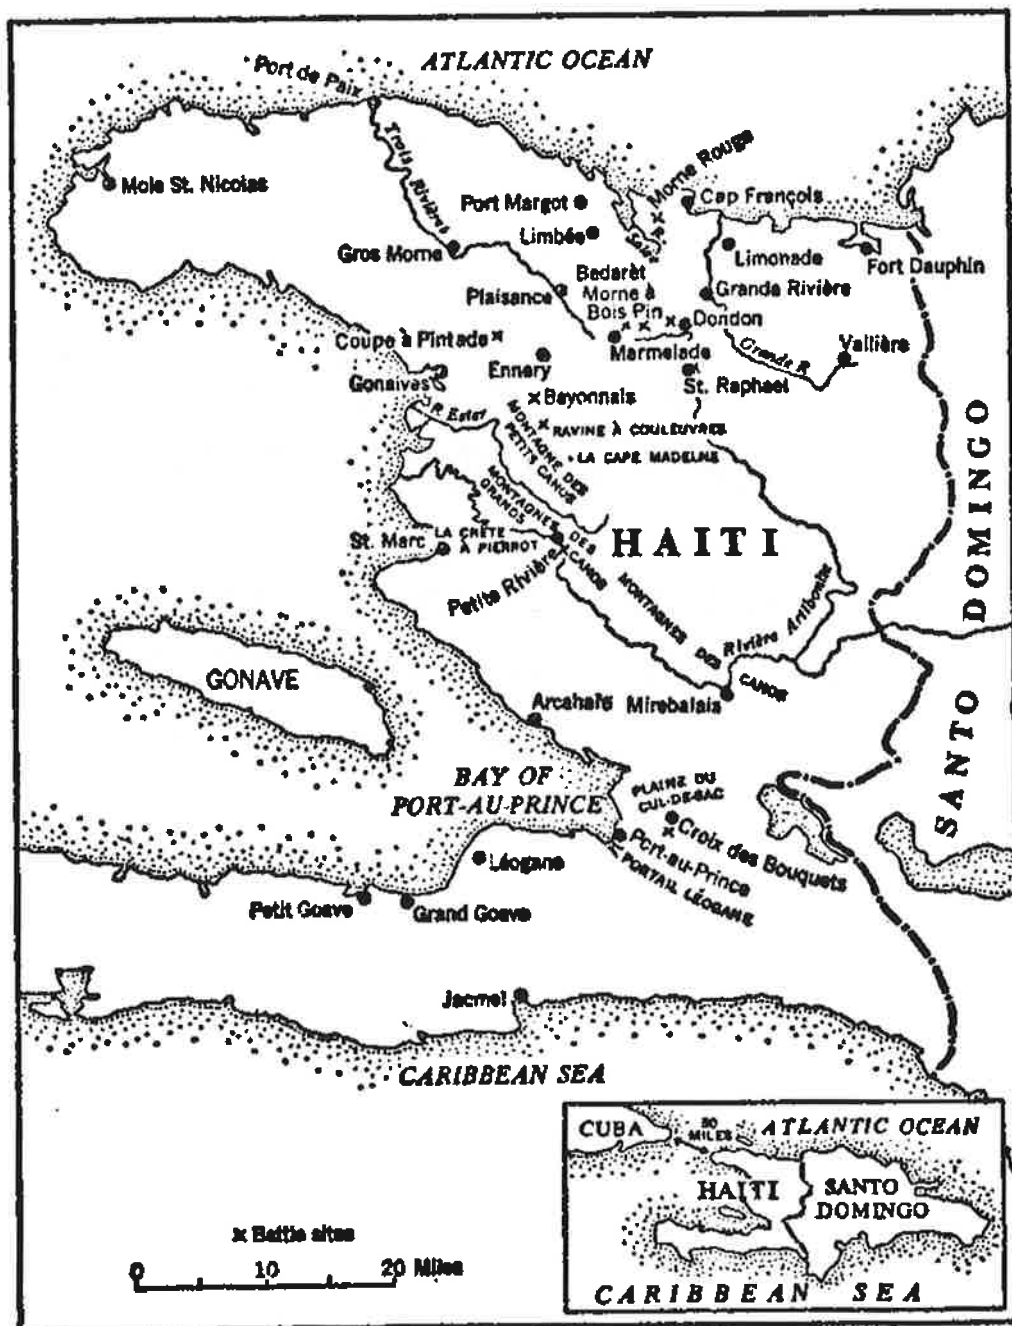 ATLANTIC OCEAN
Port de Paix
Trois Rivières
Mole St. Nicolas
Port Margot
Limbée
Morne Rouge
Cap François
Gros Morne
Limonade
Fort Dauphin
Bedaret
Plaisance
Morne à
Bois Pin
Grande Rivière
Dondon
Coupe à Pintade
Marmelade
Grande R
Vallière
Ennery
Gonaives
St. Raphael
Bayonnais
R Ester
RAVINE À COULEUVRES
MONTAGNE DES
PETITS CAHOS
LA CAPE MADELINE
MONTAGNES DES CAHOS
GRANDS
HAITI
St. Marc
LA CRÊTE
À PIERROT
Petite Rivière
MONTAGNES DES CAHOS
Rivière Artibonite
SANTO DOMINGO
GONAVE
Arcahaie
Mirebalais
BAY OF
PORT-AU-PRINCE
PLAINE DU
CUL-DE-SAC
Croix des Bouquets
Port-au-Prince
PORTAIL LÉOGANE
Léogane
Petit Goave
Grand Goave
Jacmel
CARIBBEAN SEA
x Battle sites
0 10 20 Miles
CUBA
50
MILES
ATLANTIC OCEAN
HAITI
SANTO
DOMINGO
CARIBBEAN SEA